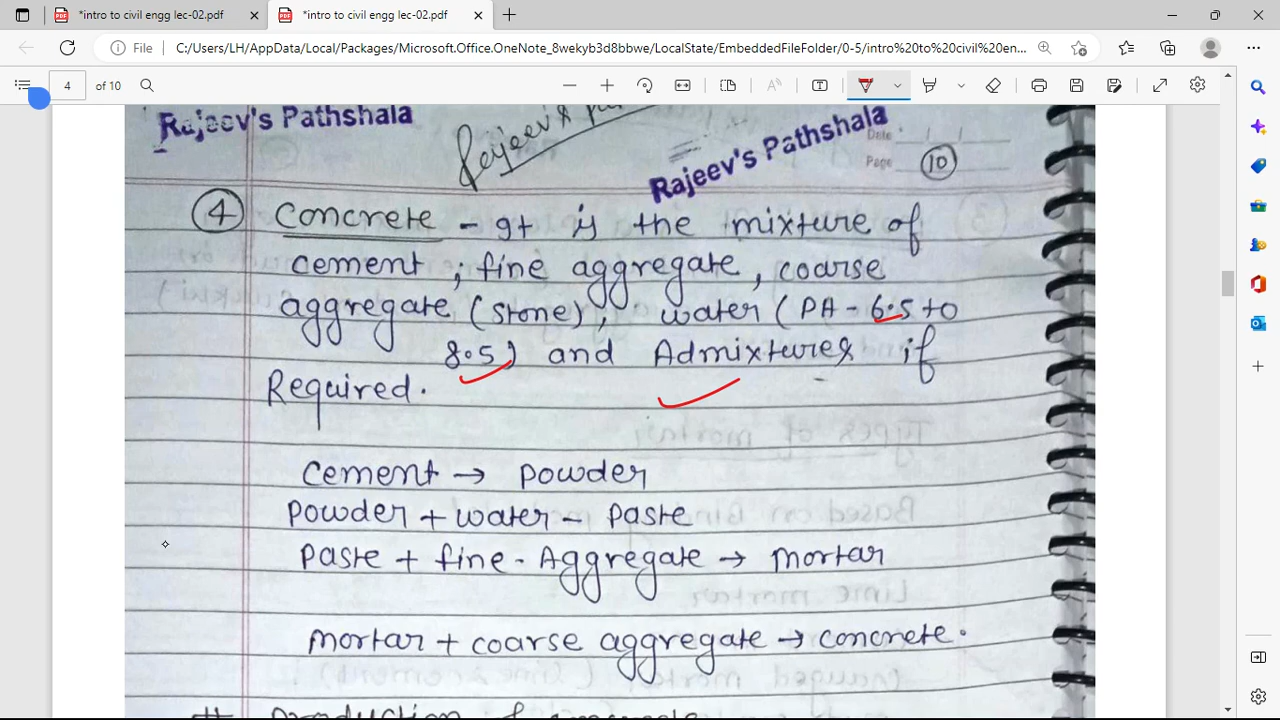 *intro to civil engg lec-02.pdf
*intro to civil engg lec-02.pdf
File
C:/Users/LH/AppData/Local/Packages/Microsoft.Office.OneNote_8wekyb3d8bbwe/LocalState/EmbeddedFileFolder/0-5/intro%20to%20civil%20en...
4 of 10
Rajeev's Pathshala
Rajeev's Pathshala
Date
Page 10
4 Concrete - It is the mixture of
cement, fine aggregate, coarse
aggregate (stone), water (PH - 6.5 to
8.5) and Admixtures if
Required.
cement → powder
powder + water - paste
paste + fine - Aggregate → mortar
mortar + coarse aggregate → concrete.